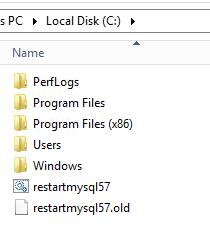 s PC ▸ Local Disk (C:) ▸
Name
PerfLogs
Program Files
Program Files (x86)
Users
Windows
restartmysql57
restartmysql57.old